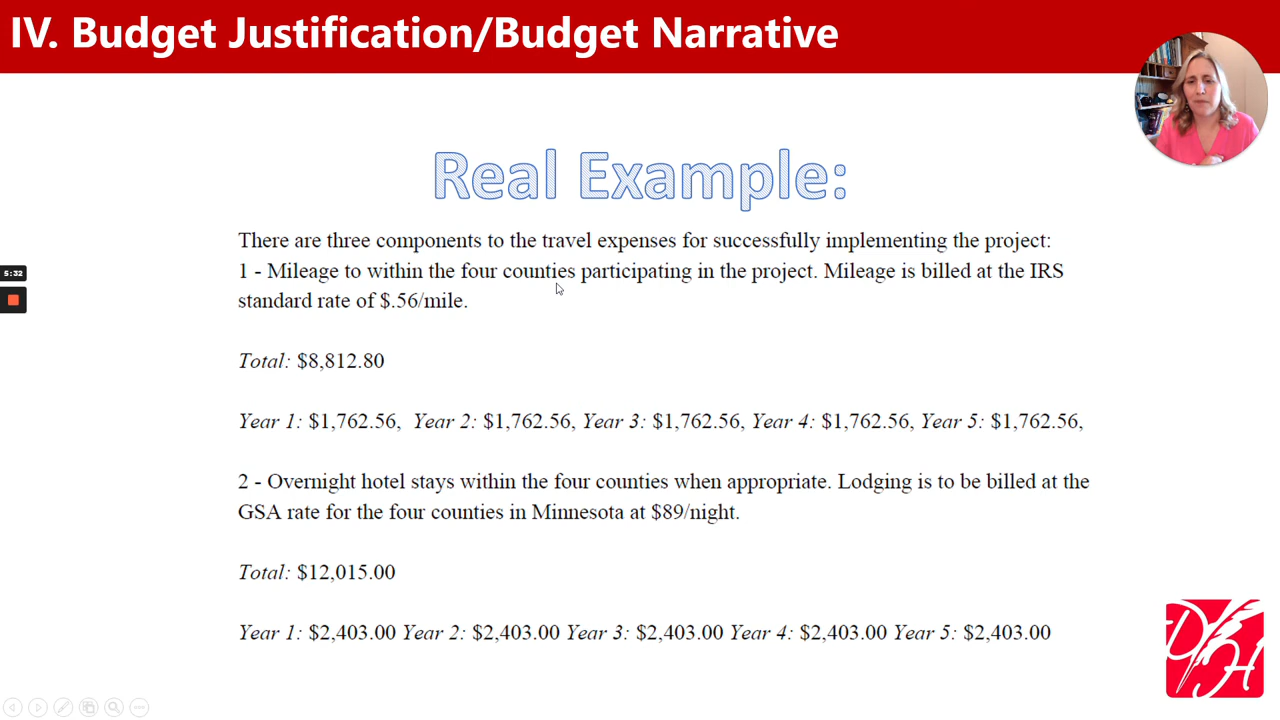 IV. Budget Justification/Budget Narrative
Real Example:
There are three components to the travel expenses for successfully implementing the project:
1 - Mileage to within the four counties participating in the project. Mileage is billed at the IRS
standard rate of $.56/mile.
5:32
Total: $8,812.80
Year 1: $1,762.56, Year 2: $1,762.56, Year 3: $1,762.56, Year 4: $1,762.56, Year 5: $1,762.56,
2 - Overnight hotel stays within the four counties when appropriate. Lodging is to be billed at the
GSA rate for the four counties in Minnesota at $89/night.
Total: $12,015.00
Year 1: $2,403.00 Year 2: $2,403.00 Year 3: $2,403.00 Year 4: $2,403.00 Year 5: $2,403.00
DH